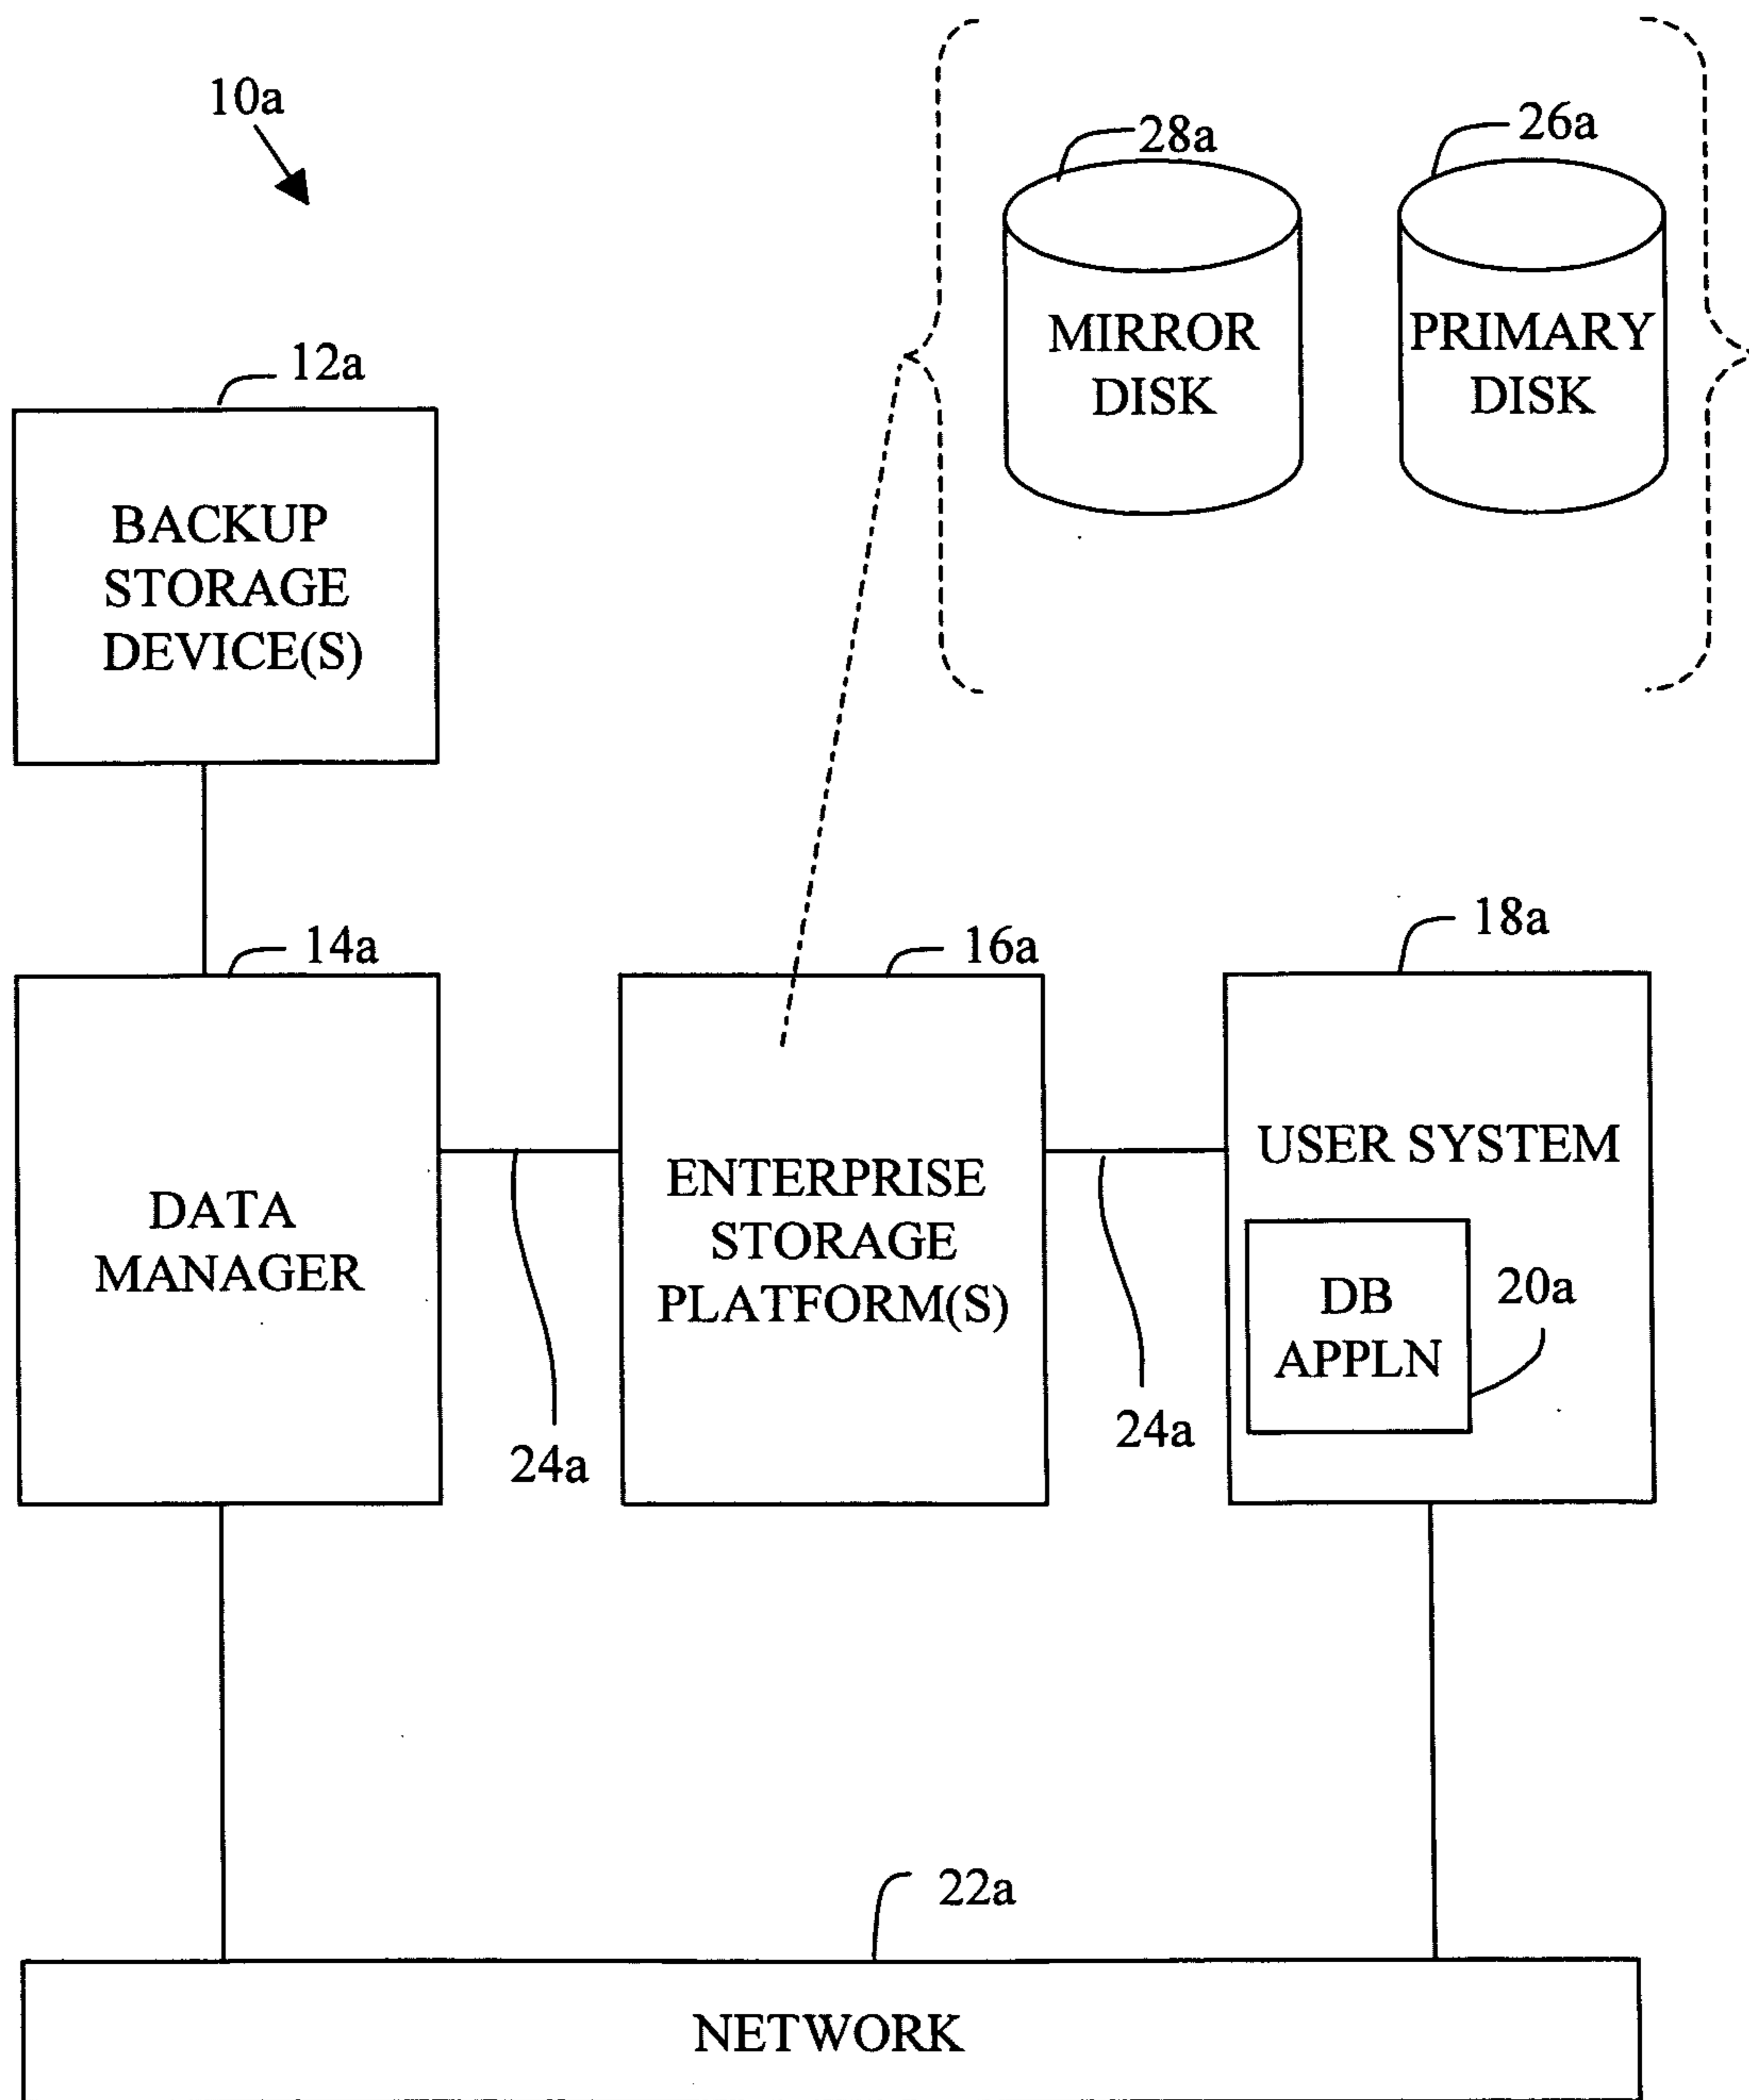 10a
28a
26a
MIRROR
DISK
PRIMARY
DISK
12a
BACKUP
STORAGE
DEVICE(S)
14a
16a
18a
DATA
MANAGER
ENTERPRISE
STORAGE
PLATFORM(S)
USER SYSTEM
DB
APPLN
20a
24a
24a
22a
NETWORK